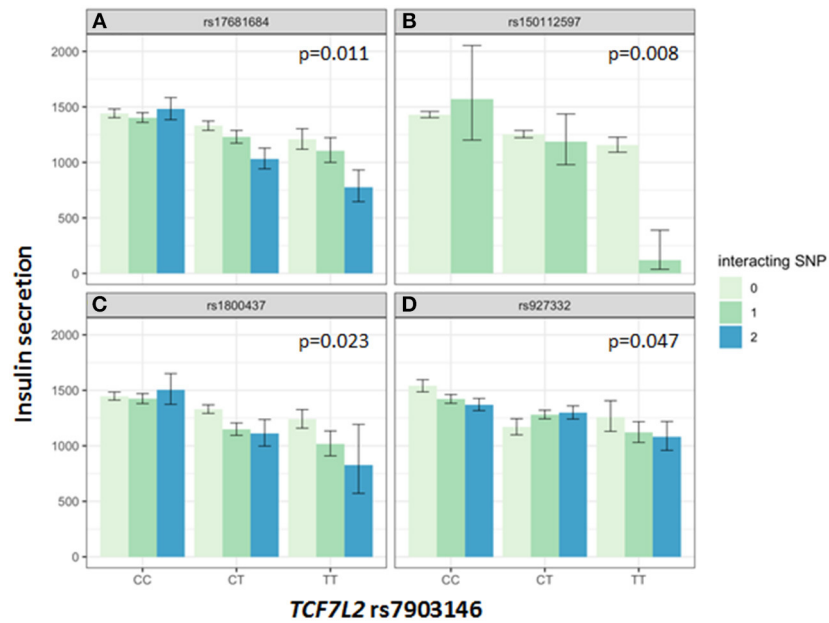 A
rs17681684
B
rs150112597
p=0.011
p=0.008
2000
1500
1000
500
0
C
rs1800437
D
rs927332
p=0.023
p=0.047
2000
1500
1000
500
0
CC
CT
TT
CC
CT
TT
Insulin secretion
TCF7L2 rs7903146
interacting SNP
0
1
2